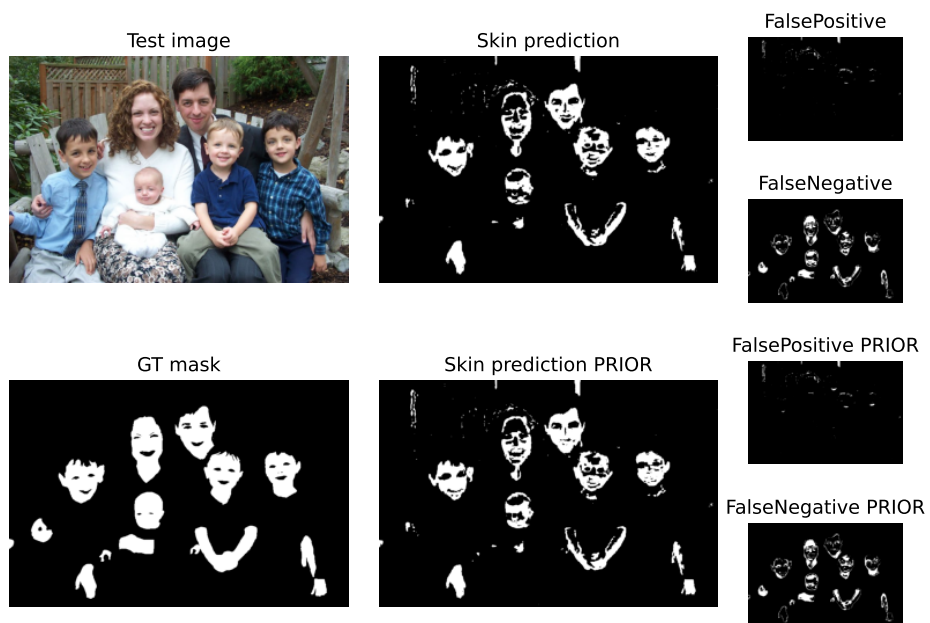 Test image
Skin prediction
FalsePositive
FalseNegative
GT mask
Skin prediction PRIOR
FalsePositive PRIOR
FalseNegative PRIOR